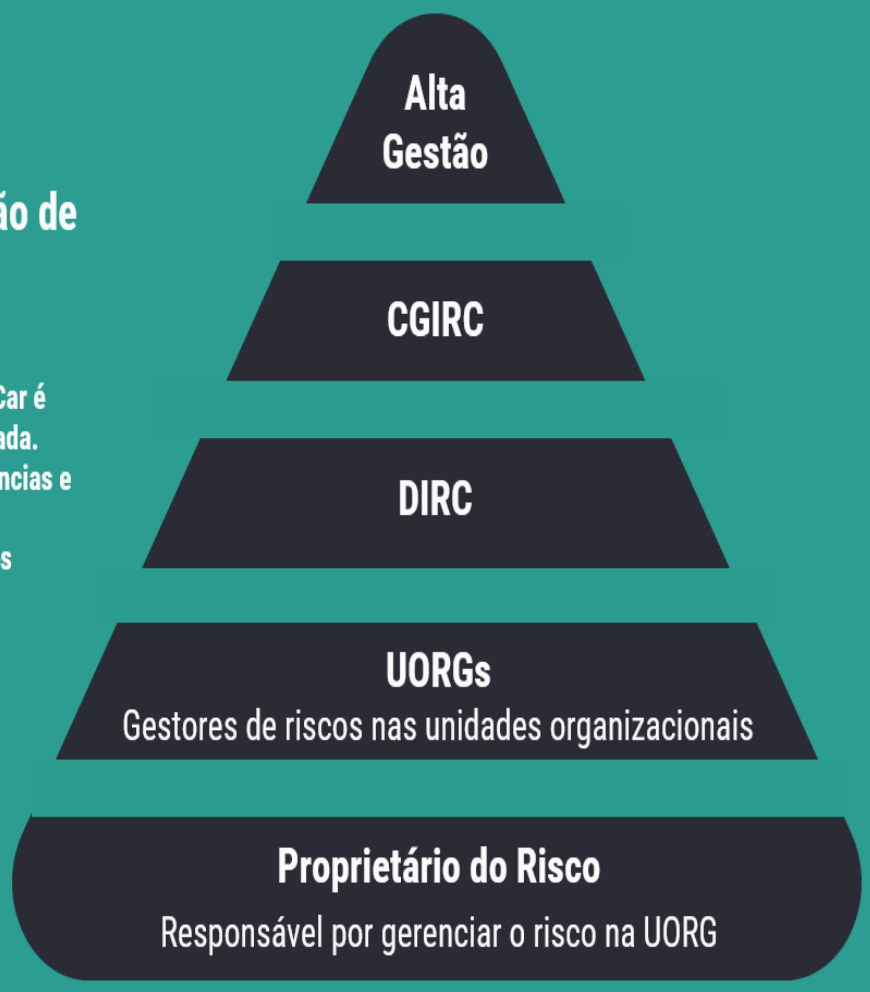 Alta
Gestão
ão de
CGIRC
Car é
ada.
ncias e
DIRC
s
UORGs
Gestores de riscos nas unidades organizacionais
Proprietário do Risco
Responsável por gerenciar o risco na UORG